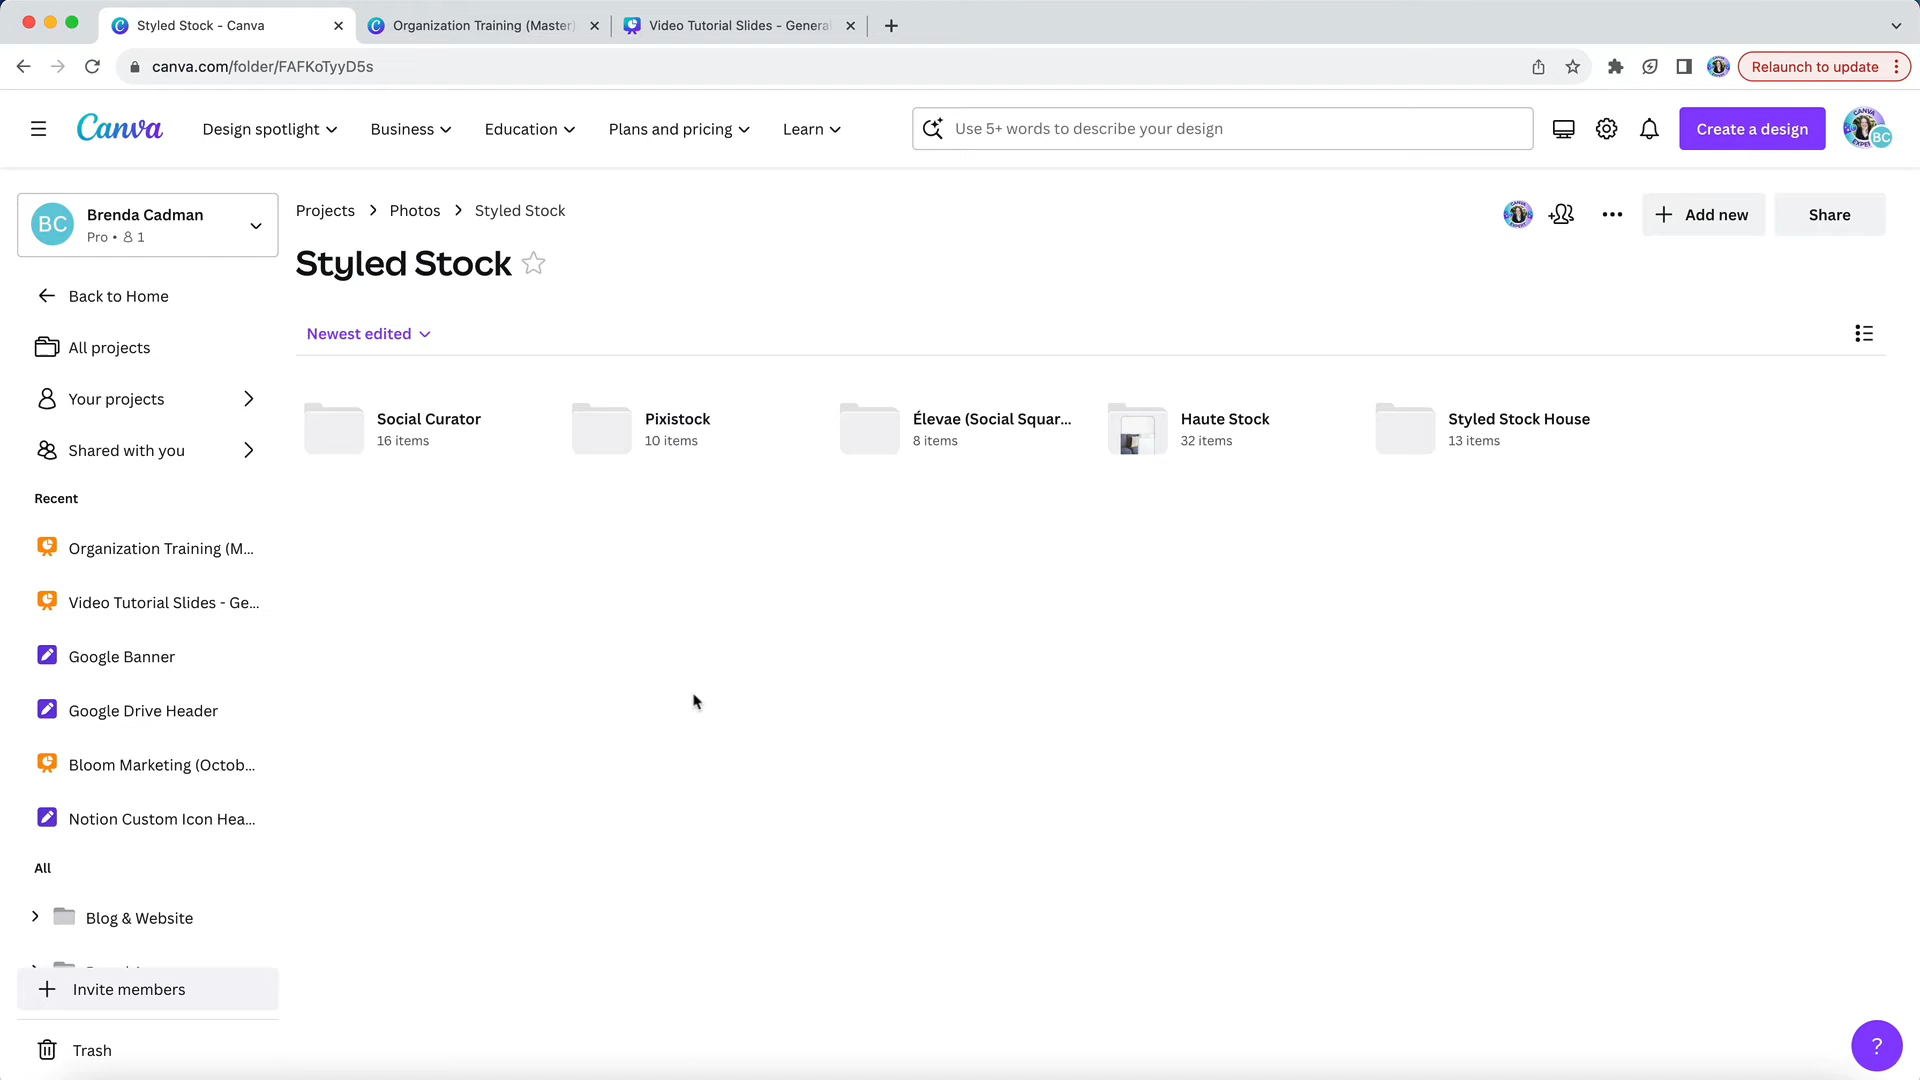 Styled Stock - Canva
Organization Training (Master)
Video Tutorial Slides - Genera
canva.com/folder/FAFKoTyyD5s
Relaunch to update
Canva
Design spotlight
Business
Education
Plans and pricing
Learn
Use 5+ words to describe your design
Create a design
BC
BC
Brenda Cadman
Pro • 1
Projects > Photos > Styled Stock
Add new
Share
Styled Stock
Back to Home
Newest edited
All projects
Your projects
Shared with you
Social Curator
16 items
Pixistock
10 items
Élevae (Social Squar...
8 items
Haute Stock
32 items
Styled Stock House
13 items
Recent
Organization Training (M...
Video Tutorial Slides - Ge...
Google Banner
Google Drive Header
Bloom Marketing (Octob...
Notion Custom Icon Hea...
All
Blog & Website
Invite members
Trash
?